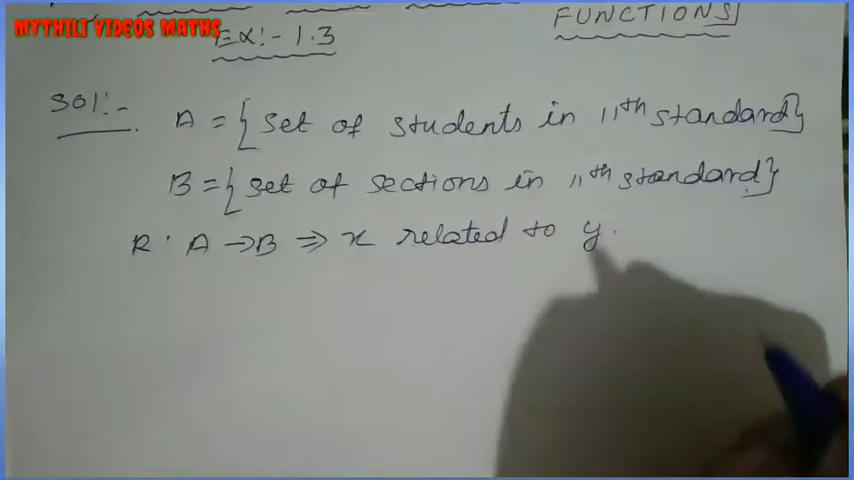 MYTHILI VIDEOS MATHS
FUNCTIONS
EX:- 1.3
Sol:-
A = {set of students in 11th standard}
B = {set of sections in 11th standard}
R : A → B ⇒ x related to y.